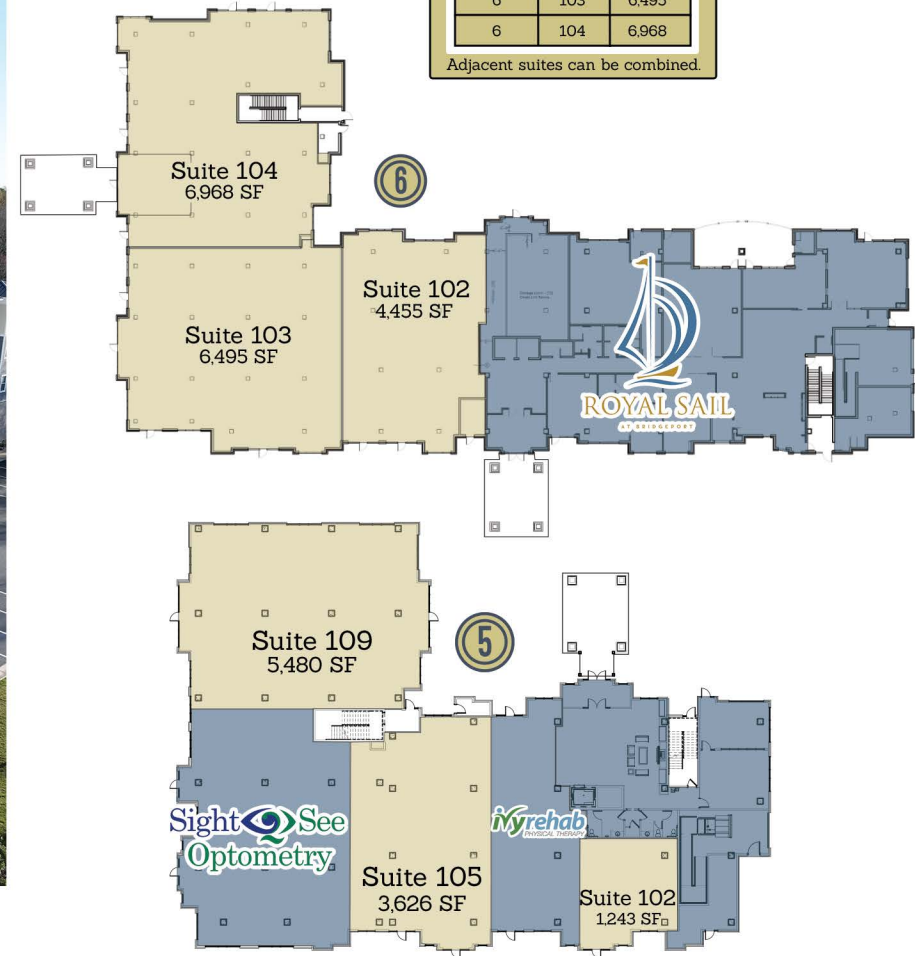 6 103 6,495
6 104 6,968
Adjacent suites can be combined.
Suite 104
6,968 SF
6
Suite 102
4,455 SF
Suite 103
6,495 SF
ROYAL SAIL
AT BRIDGEPORT
Suite 109
5,480 SF
5
Sight See
Optometry
ivyrehab
PHYSICAL THERAPY
Suite 105
3,626 SF
Suite 102
1,243 SF